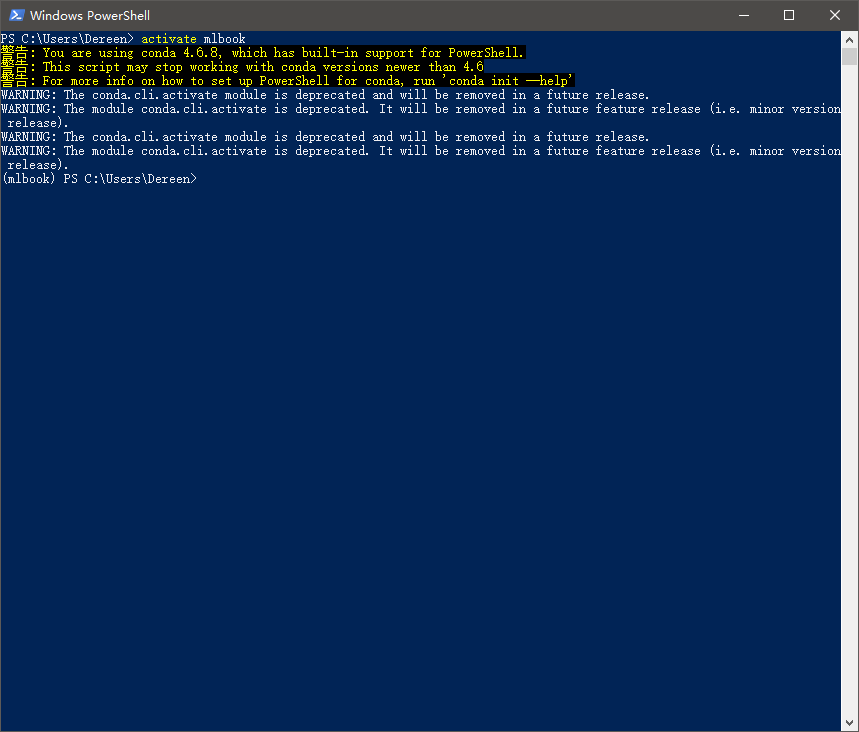 Windows PowerShell
PS C:\Users\Dereen> activate mlbook
警告: You are using conda 4.6.8, which has built-in support for PowerShell.
警告: This script may stop working with conda versions newer than 4.6
警告: For more info on how to set up PowerShell for conda, run 'conda init --help'
WARNING: The conda.cli.activate module is deprecated and will be removed in a future release.
WARNING: The module conda.cli.activate is deprecated. It will be removed in a future feature release (i.e. minor version
 release).
WARNING: The conda.cli.activate module is deprecated and will be removed in a future release.
WARNING: The module conda.cli.activate is deprecated. It will be removed in a future feature release (i.e. minor version
 release).
(mlbook) PS C:\Users\Dereen>